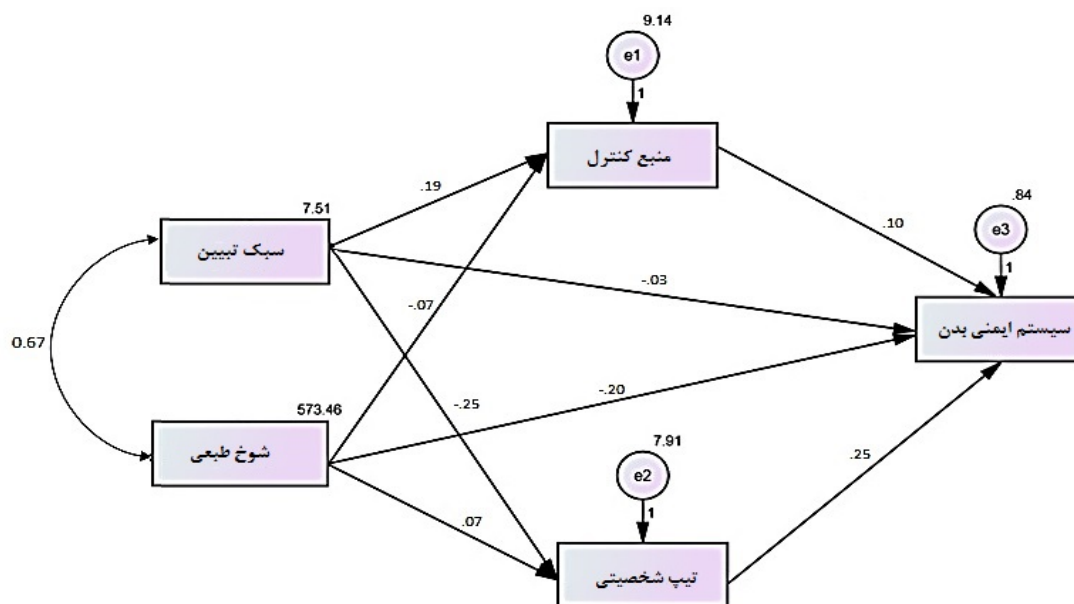 9.14
e1
1
منبع کنترل
.19
7.51
سبک تبیین
.10
.84
e3
1
-.03
-.07
سیستم ایمنی بدن
0.67
-.20
-.25
573.46
شوخ طبعی
7.91
e2
.25
1
.07
تیپ شخصیتی